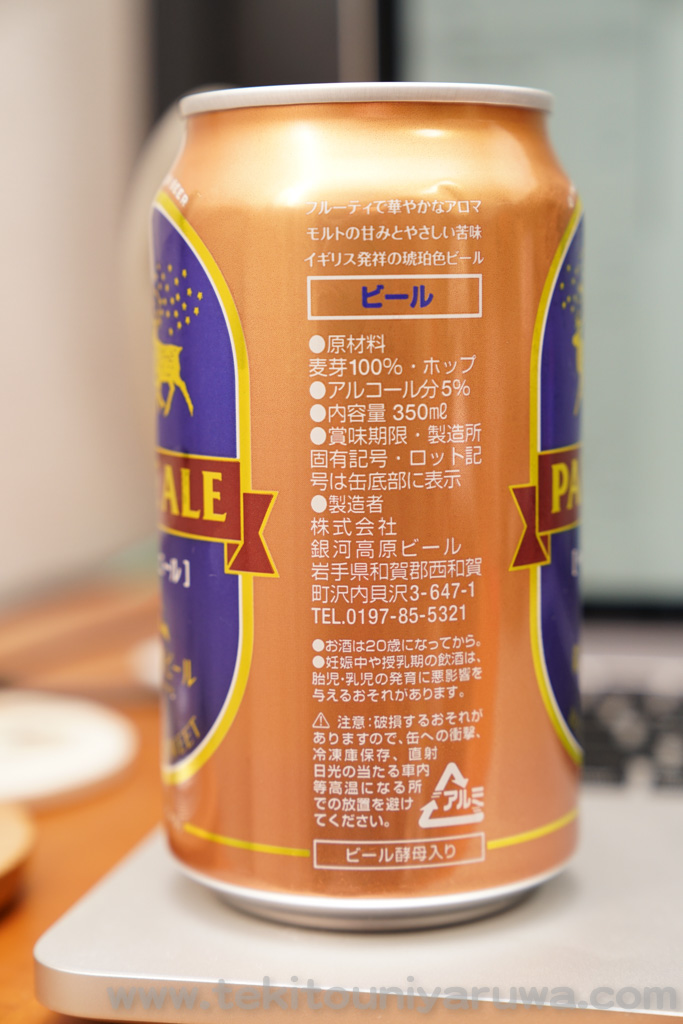 フルーティで華やかなアロマ
モルトの甘みとやさしい苦味
イギリス発祥の琥珀色ビール
ビール
●原材料
麦芽100%・ホップ
●アルコール分5%
●内容量 350mℓ
●賞味期限・製造所
固有記号・ロット記
号は缶底部に表示
●製造者
株式会社
銀河高原ビール
岩手県和賀郡西和賀
町沢内貝沢3-647-1
TEL.0197-85-5321
●お酒は20歳になってから。
●妊娠中や授乳期の飲酒は、
胎児・乳児の発育に悪影響を
与えるおそれがあります。
⚠ 注意:破損するおそれが
ありますので、缶への衝撃、
冷凍庫保存、直射
日光の当たる車内
等高温になる所
での放置を避け
てください。
アルミ
ビール酵母入り
ALE
ール]
ビール
PA
www.tekitouniyaruwa.com